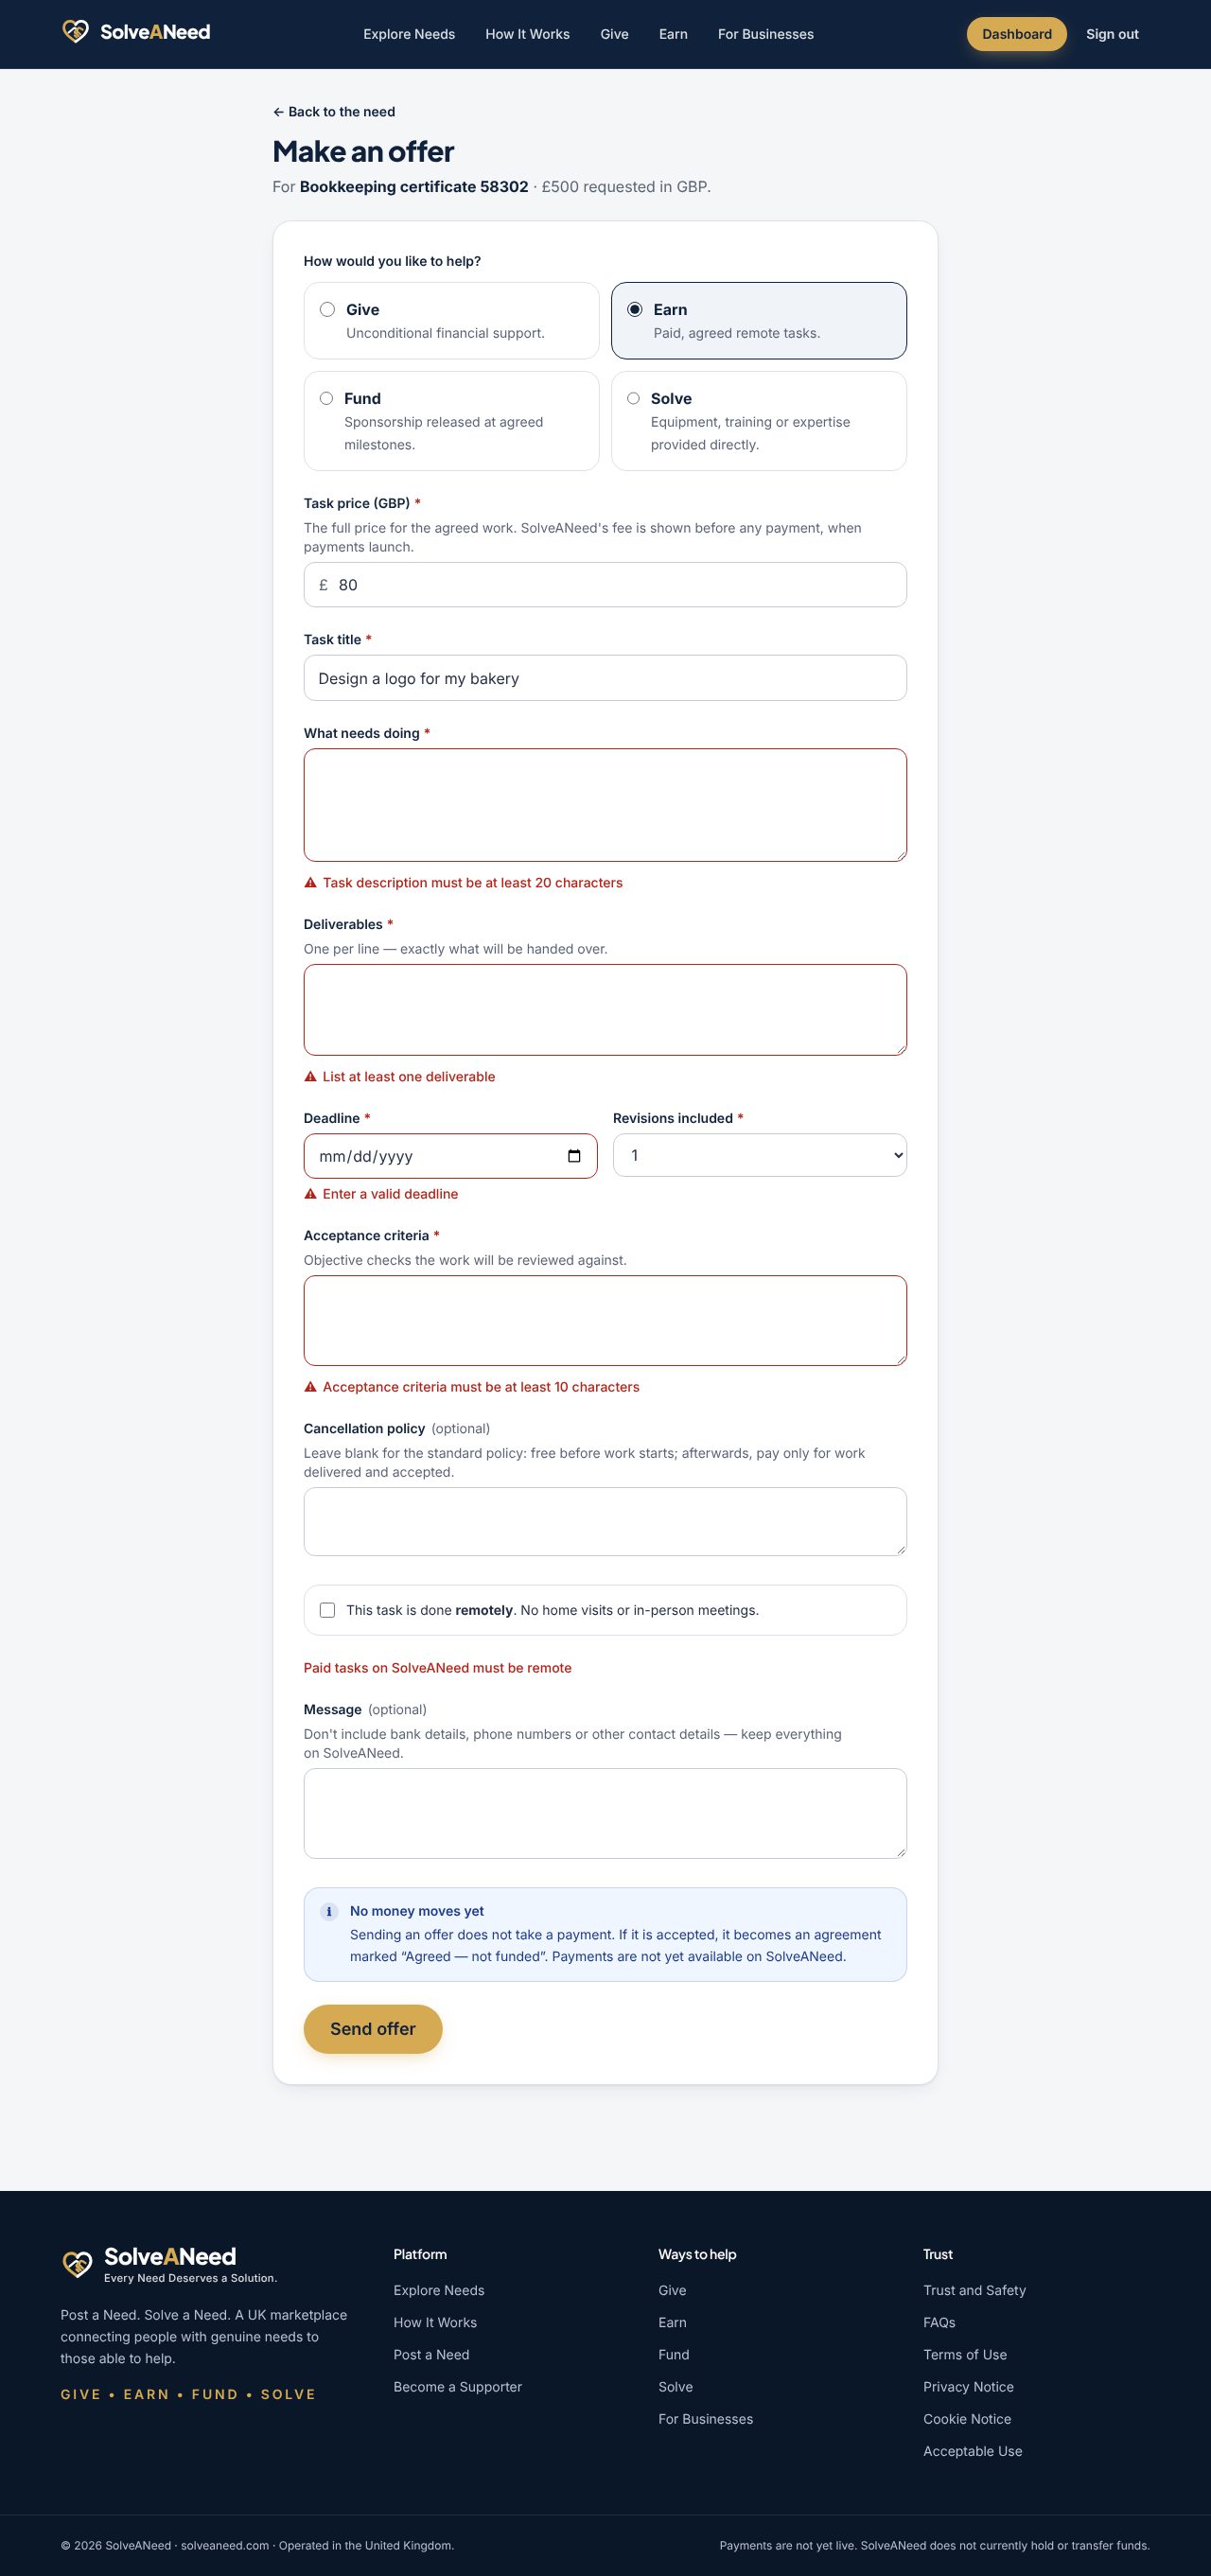 SolveANeed
Explore Needs
How It Works
Give
Earn
For Businesses
Dashboard
Sign out
← Back to the need
Make an offer
For Bookkeeping certificate 58302 · £500 requested in GBP.
How would you like to help?
Give
Unconditional financial support.
Earn
Paid, agreed remote tasks.
Fund
Sponsorship released at agreed
milestones.
Solve
Equipment, training or expertise
provided directly.
Task price (GBP) *
The full price for the agreed work. SolveANeed's fee is shown before any payment, when
payments launch.
£ 80
Task title *
Design a logo for my bakery
What needs doing *
⚠ Task description must be at least 20 characters
Deliverables *
One per line — exactly what will be handed over.
⚠ List at least one deliverable
Deadline *
mm/dd/yyyy
⚠ Enter a valid deadline
Revisions included *
1
Acceptance criteria *
Objective checks the work will be reviewed against.
⚠ Acceptance criteria must be at least 10 characters
Cancellation policy (optional)
Leave blank for the standard policy: free before work starts; afterwards, pay only for work
delivered and accepted.
This task is done remotely. No home visits or in-person meetings.
Paid tasks on SolveANeed must be remote
Message (optional)
Don't include bank details, phone numbers or other contact details — keep everything
on SolveANeed.
i
No money moves yet
Sending an offer does not take a payment. If it is accepted, it becomes an agreement
marked “Agreed — not funded”. Payments are not yet available on SolveANeed.
Send offer
SolveANeed
Every Need Deserves a Solution.
Post a Need. Solve a Need. A UK marketplace
connecting people with genuine needs to
those able to help.
GIVE • EARN • FUND • SOLVE
Platform
Explore Needs
How It Works
Post a Need
Become a Supporter
Ways to help
Give
Earn
Fund
Solve
For Businesses
Trust
Trust and Safety
FAQs
Terms of Use
Privacy Notice
Cookie Notice
Acceptable Use
© 2026 SolveANeed · solveaneed.com · Operated in the United Kingdom.
Payments are not yet live. SolveANeed does not currently hold or transfer funds.